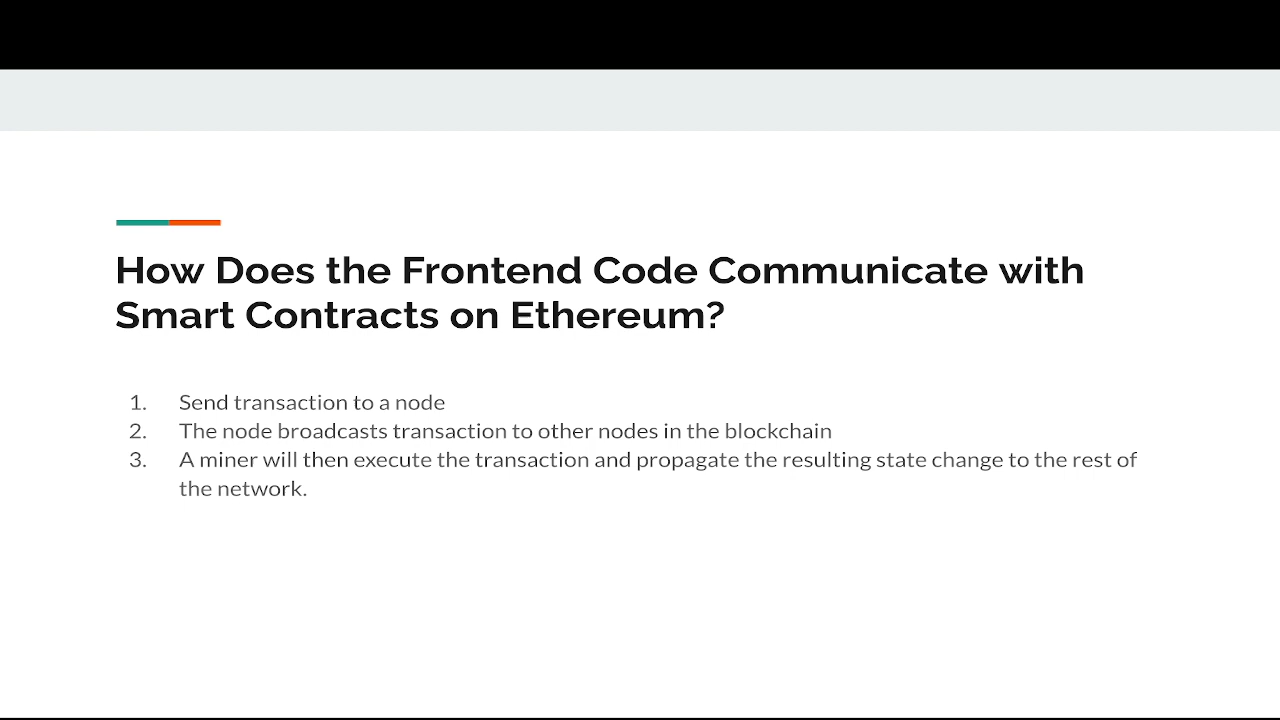 How Does the Frontend Code Communicate with
Smart Contracts on Ethereum?
1. Send transaction to a node
2. The node broadcasts transaction to other nodes in the blockchain
3. A miner will then execute the transaction and propagate the resulting state change to the rest of
the network.